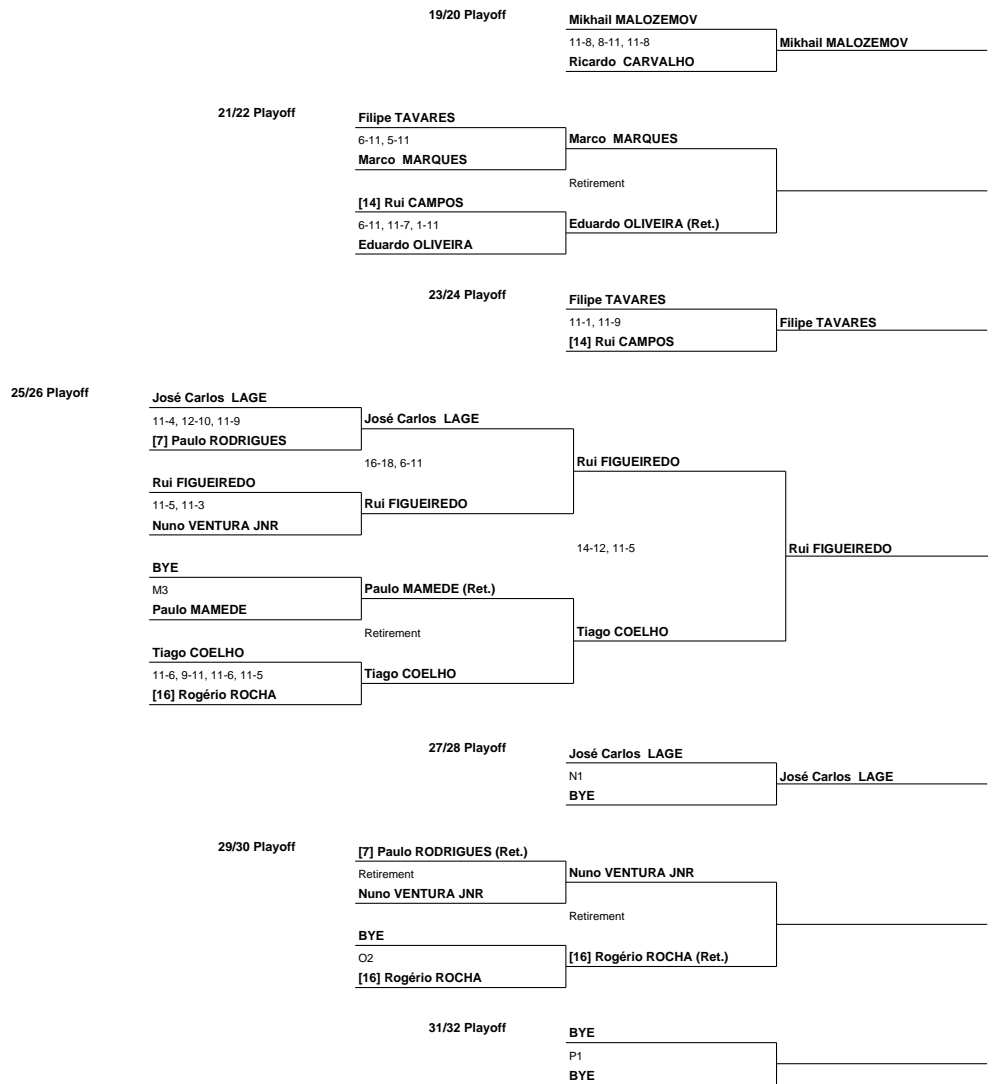 19/20 Playoff
Mikhail MALOZEMOV
11-8, 8-11, 11-8
Mikhail MALOZEMOV
Ricardo CARVALHO
21/22 Playoff
Filipe TAVARES
6-11, 5-11
Marco MARQUES
Marco MARQUES
Retirement
[14] Rui CAMPOS
6-11, 11-7, 1-11
Eduardo OLIVEIRA (Ret.)
Eduardo OLIVEIRA
23/24 Playoff
Filipe TAVARES
11-1, 11-9
Filipe TAVARES
[14] Rui CAMPOS
25/26 Playoff
José Carlos LAGE
11-4, 12-10, 11-9
José Carlos LAGE
[7] Paulo RODRIGUES
16-18, 6-11
Rui FIGUEIREDO
Rui FIGUEIREDO
11-5, 11-3
Rui FIGUEIREDO
Nuno VENTURA JNR
14-12, 11-5
Rui FIGUEIREDO
BYE
M3
Paulo MAMEDE (Ret.)
Paulo MAMEDE
Retirement
Tiago COELHO
Tiago COELHO
11-6, 9-11, 11-6, 11-5
Tiago COELHO
[16] Rogério ROCHA
27/28 Playoff
José Carlos LAGE
N1
José Carlos LAGE
BYE
29/30 Playoff
[7] Paulo RODRIGUES (Ret.)
Retirement
Nuno VENTURA JNR
Nuno VENTURA JNR
Retirement
BYE
O2
[16] Rogério ROCHA (Ret.)
[16] Rogério ROCHA
31/32 Playoff
BYE
P1
BYE